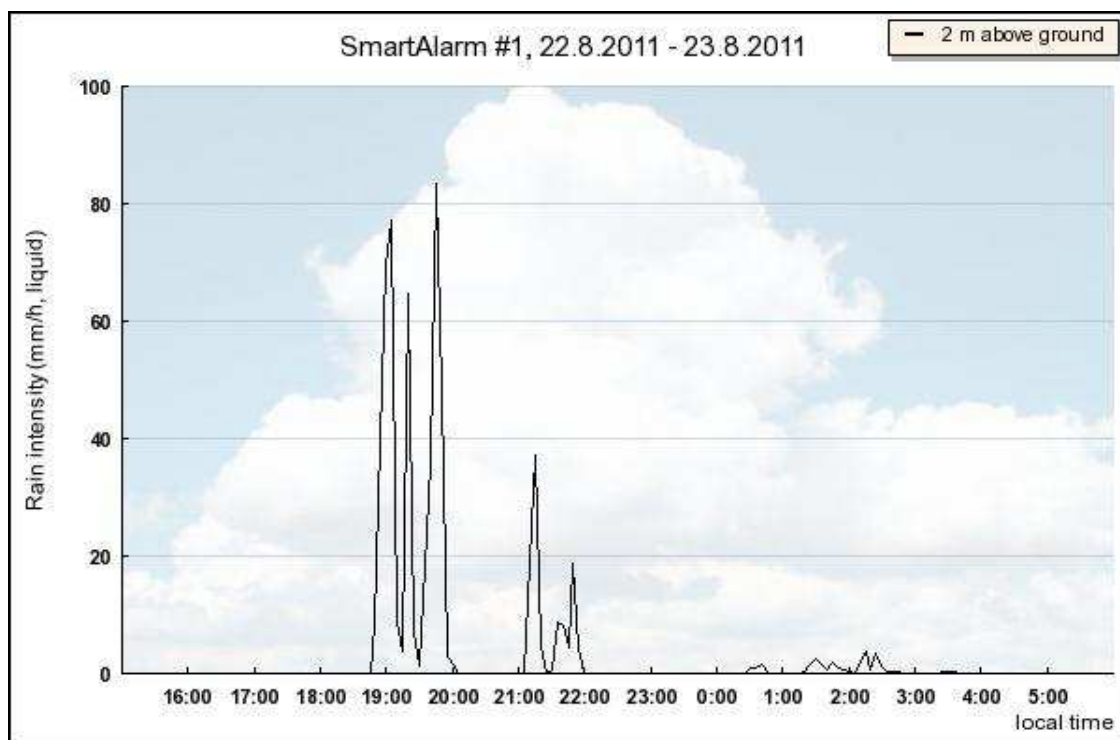 SmartAlarm #1, 22.8.2011 - 23.8.2011
2 m above ground
Rain intensity (mm/h, liquid)
100
80
60
40
20
0
16:00 17:00 18:00 19:00 20:00 21:00 22:00 23:00 0:00 1:00 2:00 3:00 4:00 5:00
local time